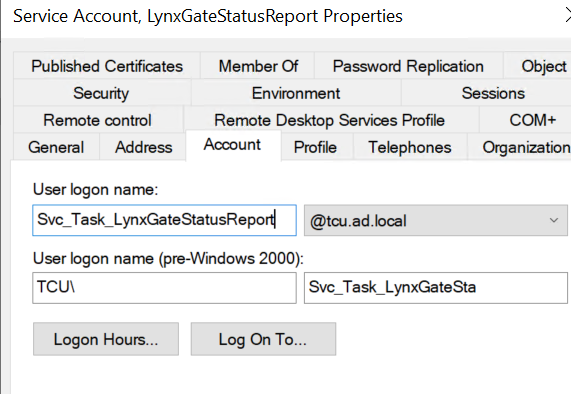 Service Account, LynxGateStatusReport Properties
Published Certificates Member Of Password Replication Object
Security Environment Sessions
Remote control Remote Desktop Services Profile COM+
General Address Account Profile Telephones Organization
User logon name:
Svc_Task_LynxGateStatusReport @tcu.ad.local
User logon name (pre-Windows 2000):
TCU\ Svc_Task_LynxGateSta
Logon Hours... Log On To...